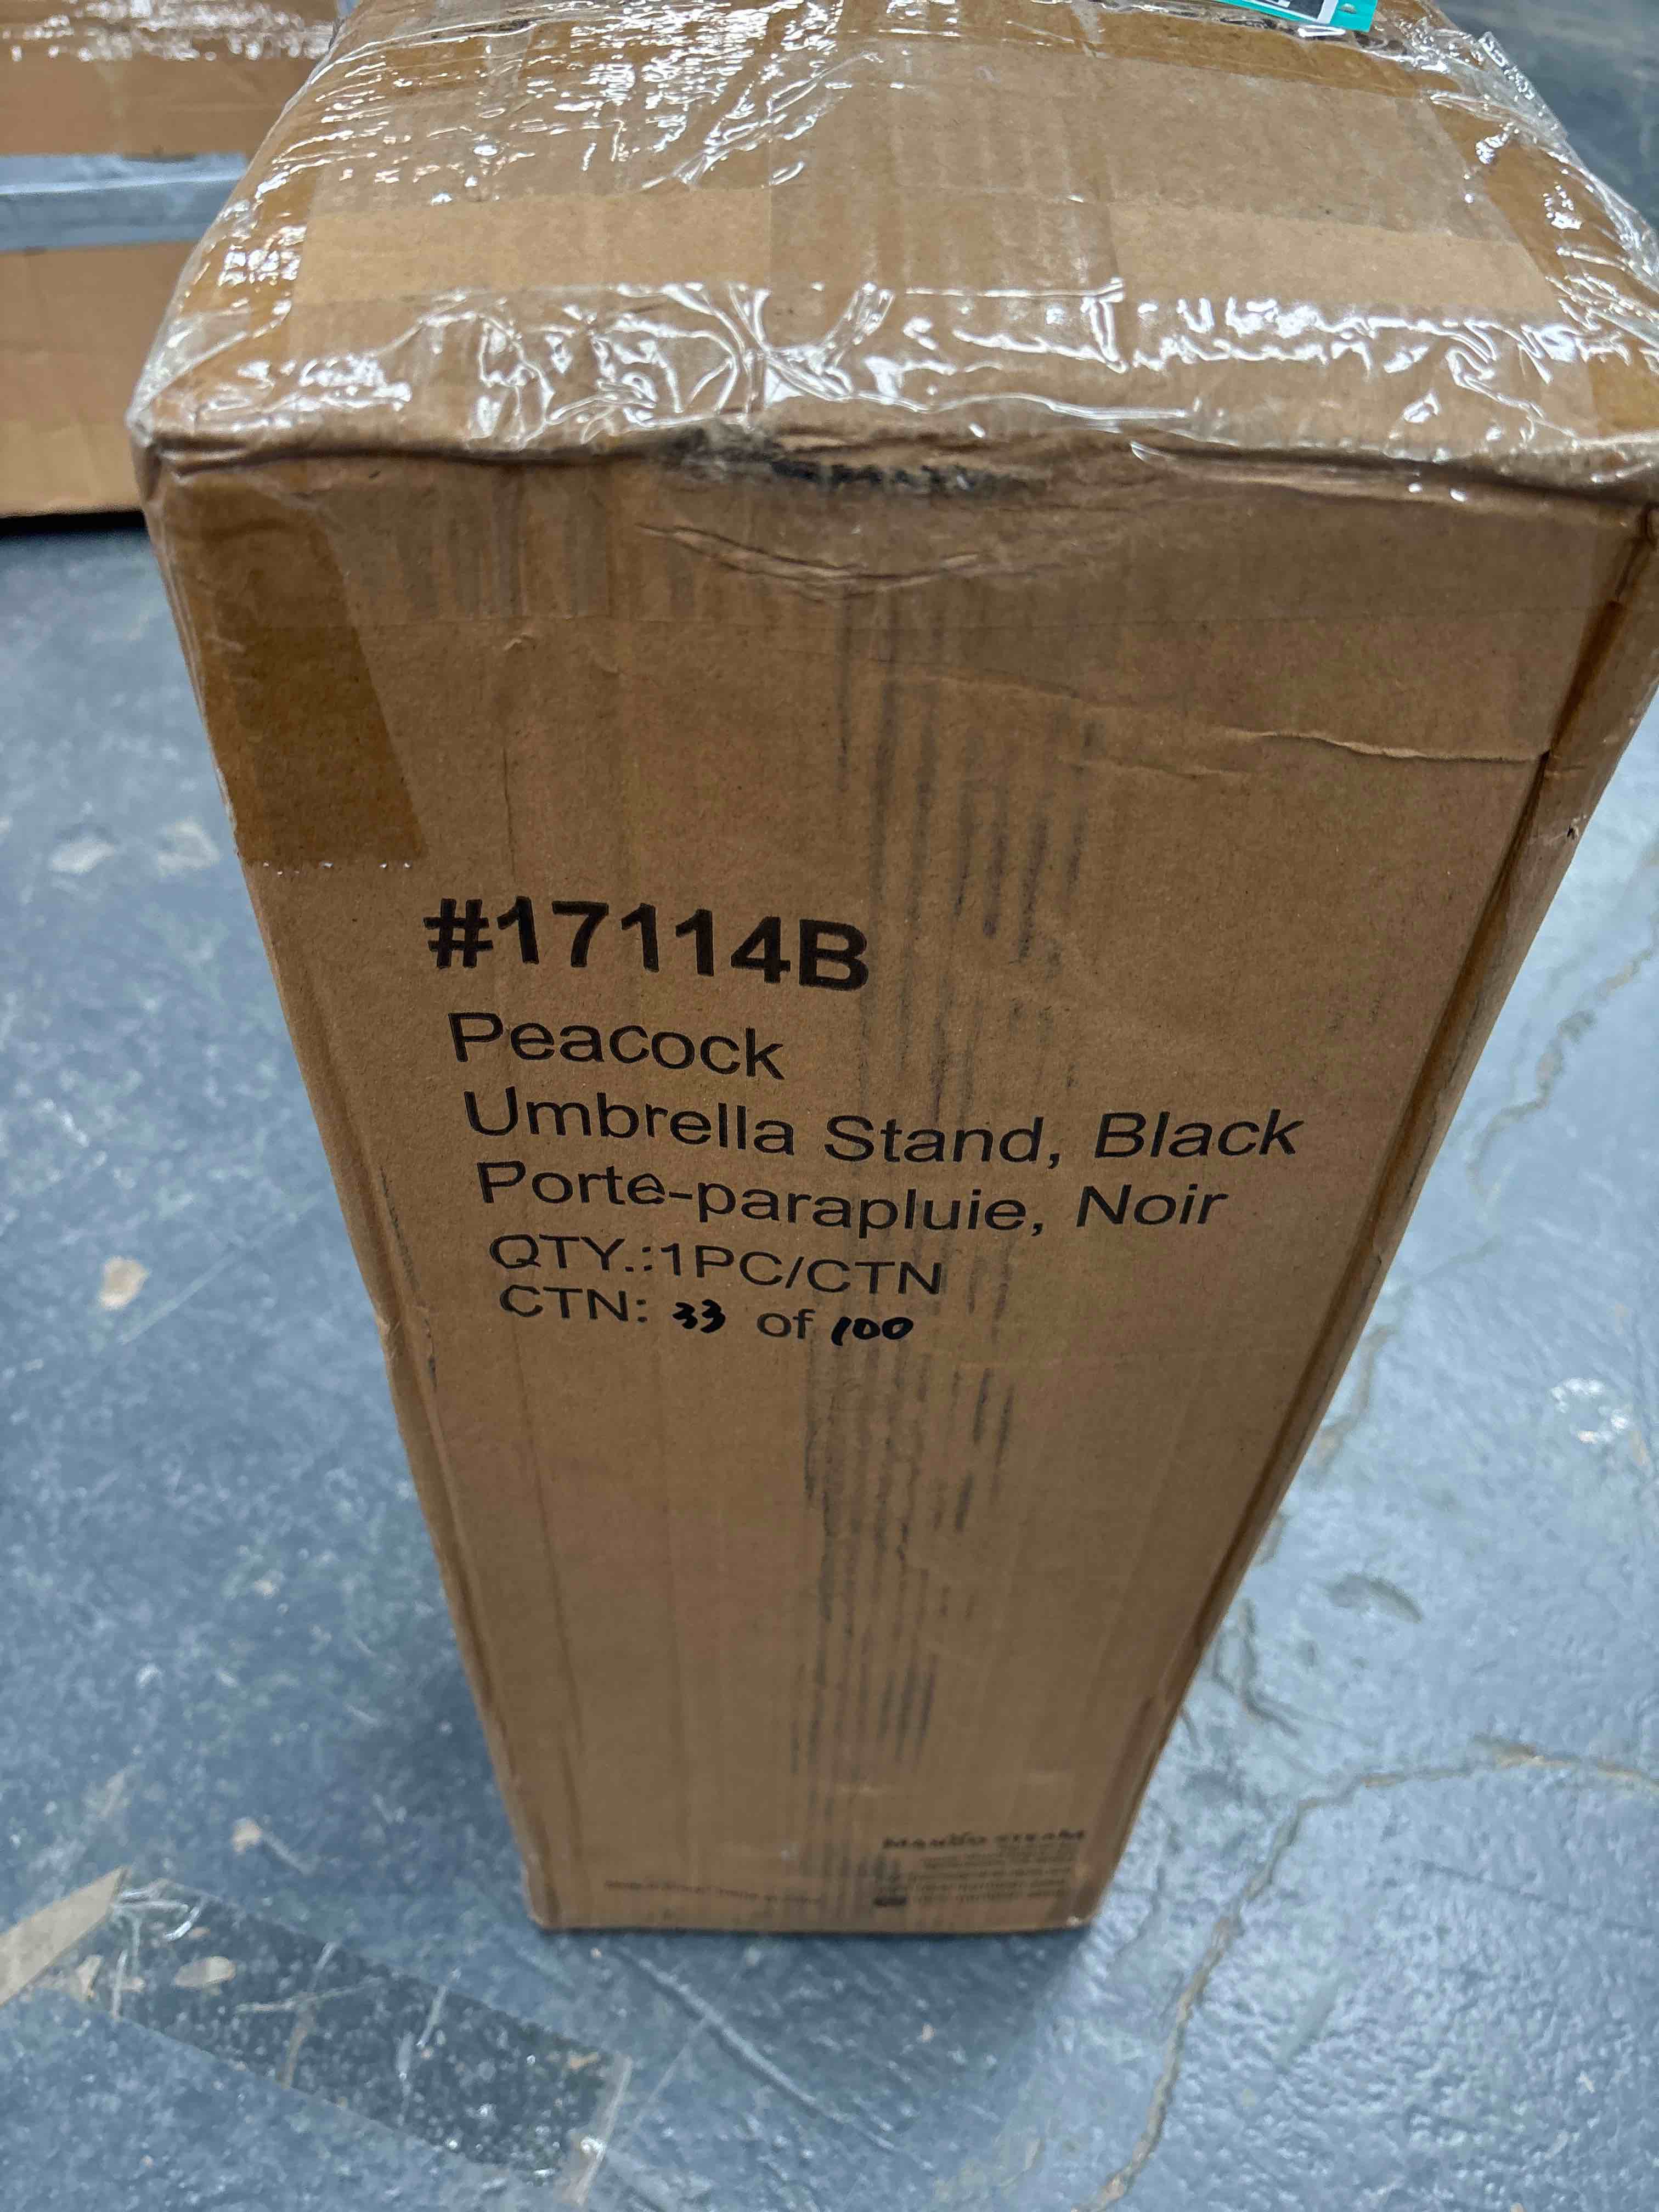 #17114B
Peacock
Umbrella Stand, Black
Porte-parapluie, Noir
QTY.:1PC/CTN
CTN: 33 of 100